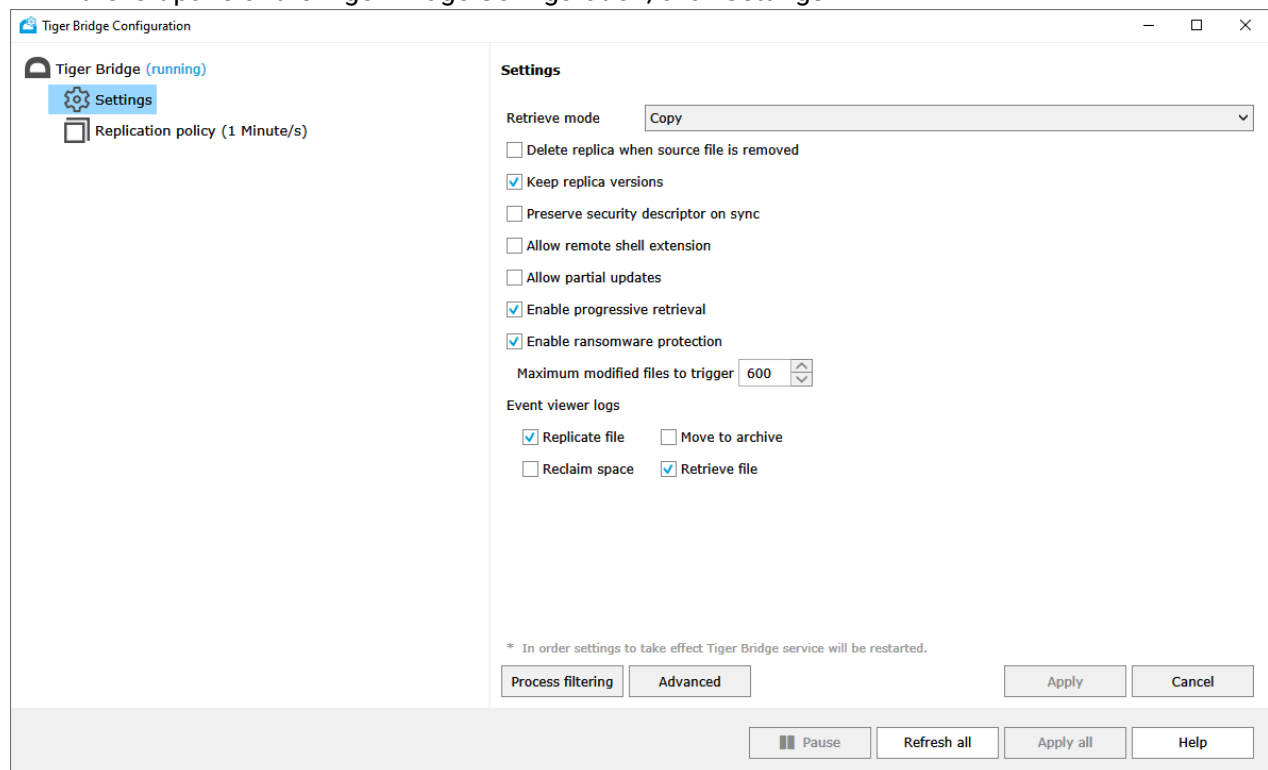 Tiger Bridge Configuration
Tiger Bridge (running)
Settings
Replication policy (1 Minute/s)
Settings
Retrieve mode Copy
Delete replica when source file is removed
Keep replica versions
Preserve security descriptor on sync
Allow remote shell extension
Allow partial updates
Enable progressive retrieval
Enable ransomware protection
Maximum modified files to trigger 600
Event viewer logs
Replicate file Move to archive
Reclaim space Retrieve file
* In order settings to take effect Tiger Bridge service will be restarted.
Process filtering Advanced Apply Cancel
Pause Refresh all Apply all Help